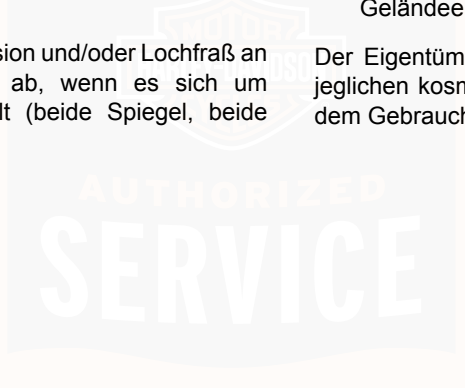 sion und/oder Lochfraß an
ab, wenn es sich um
lt (beide Spiegel, beide
Geländee
Der Eigentüm
jeglichen kosm
dem Gebrauch
MOTOR
AUTHORIZED
SERVICE